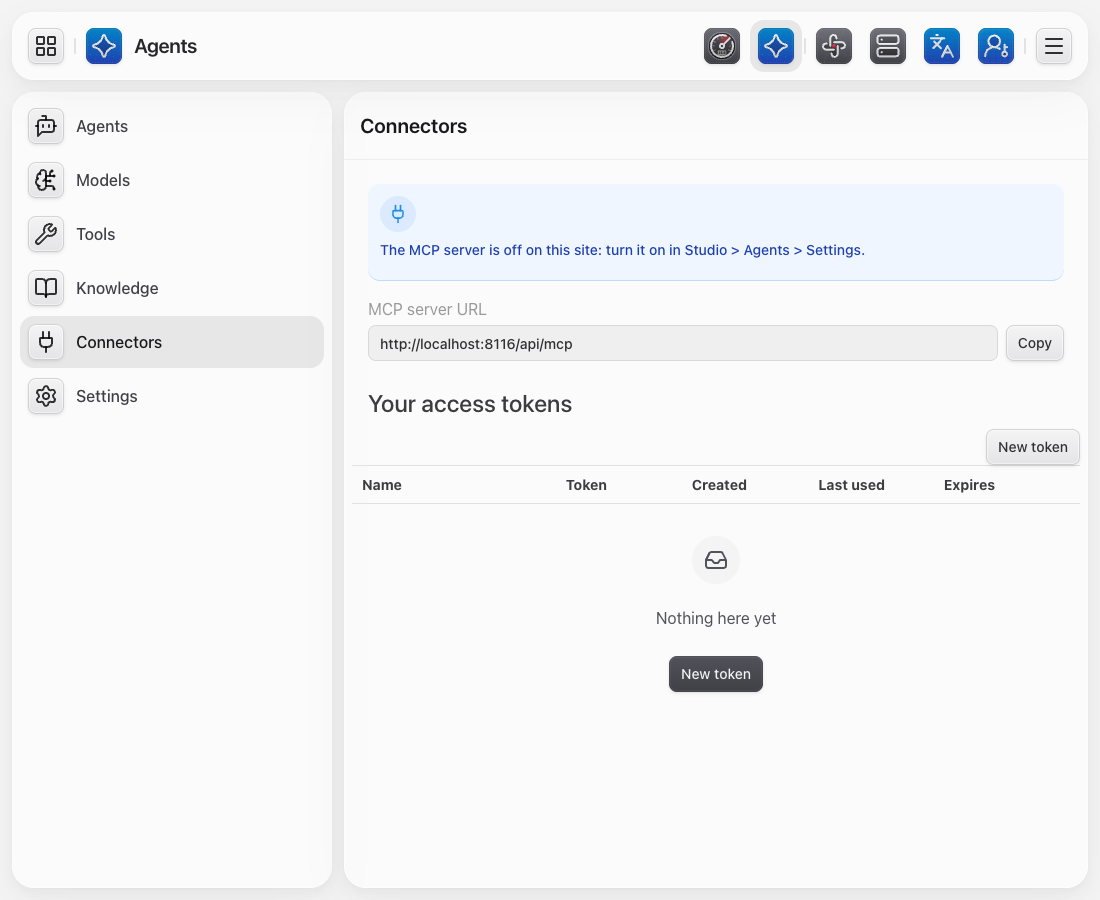 Agents
Agents
Models
Tools
Knowledge
Connectors
Settings
Connectors
The MCP server is off on this site: turn it on in Studio > Agents > Settings.
MCP server URL
http://localhost:8116/api/mcp
Copy
Your access tokens
New token
Name Token Created Last used Expires
Nothing here yet
New token